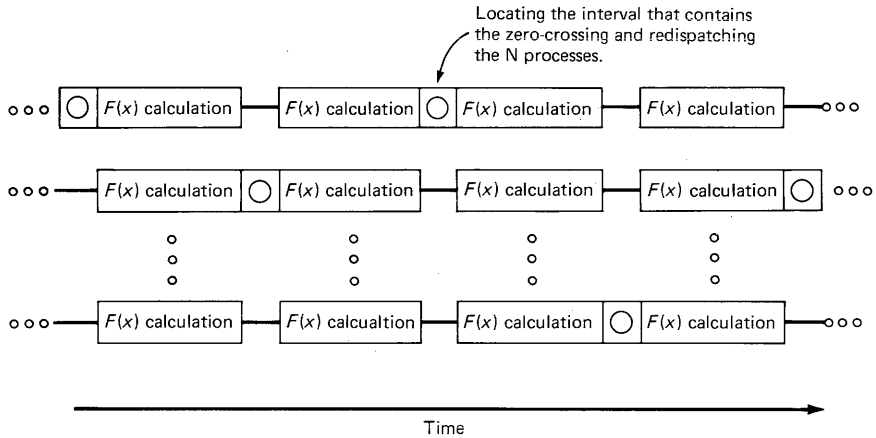 Locating the interval that contains
the zero-crossing and redispatching
the N processes.
F(x) calculation F(x) calculation F(x) calculation F(x) calculation
F(x) calculation F(x) calculation F(x) calculation F(x) calculation
F(x) calculation F(x) calcualtion F(x) calculation F(x) calculation
Time